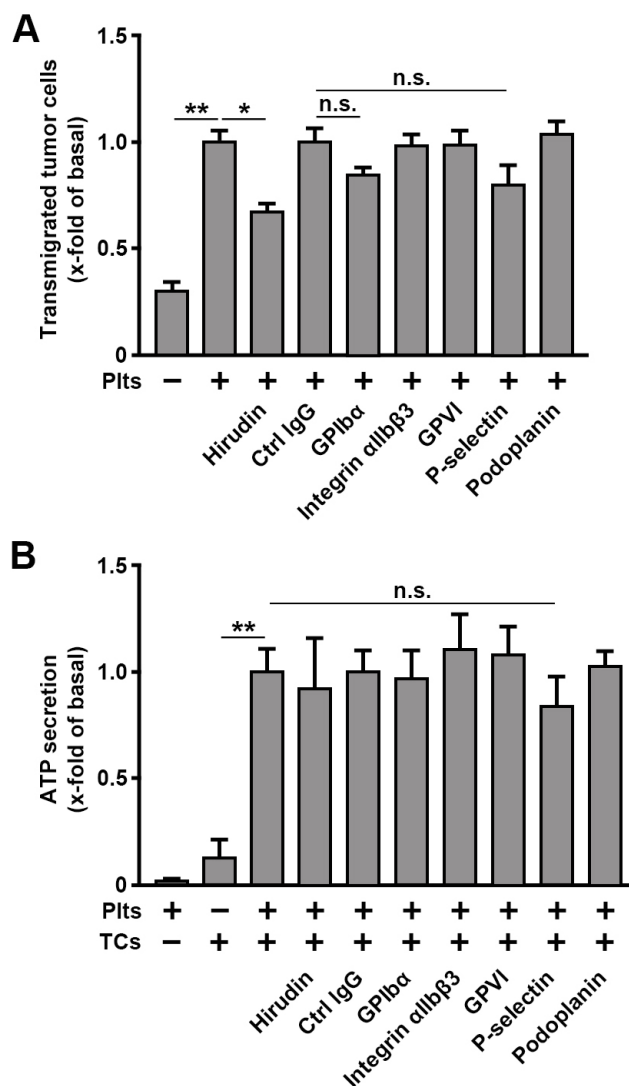 A
Transmigrated tumor cells
(x-fold of basal)
1.5
1.0
0.5
0
** * n.s. n.s.
Plts − + + + + + + + +
Hirudin
Ctrl IgG
GPIbα
Integrin αIIbβ3
GPVI
P-selectin
Podoplanin
B
ATP secretion
(x-fold of basal)
1.5
1.0
0.5
0
** n.s.
Plts + − + + + + + + + +
TCs − + + + + + + + + +
Hirudin
Ctrl IgG
GPIbα
Integrin αIIbβ3
GPVI
P-selectin
Podoplanin